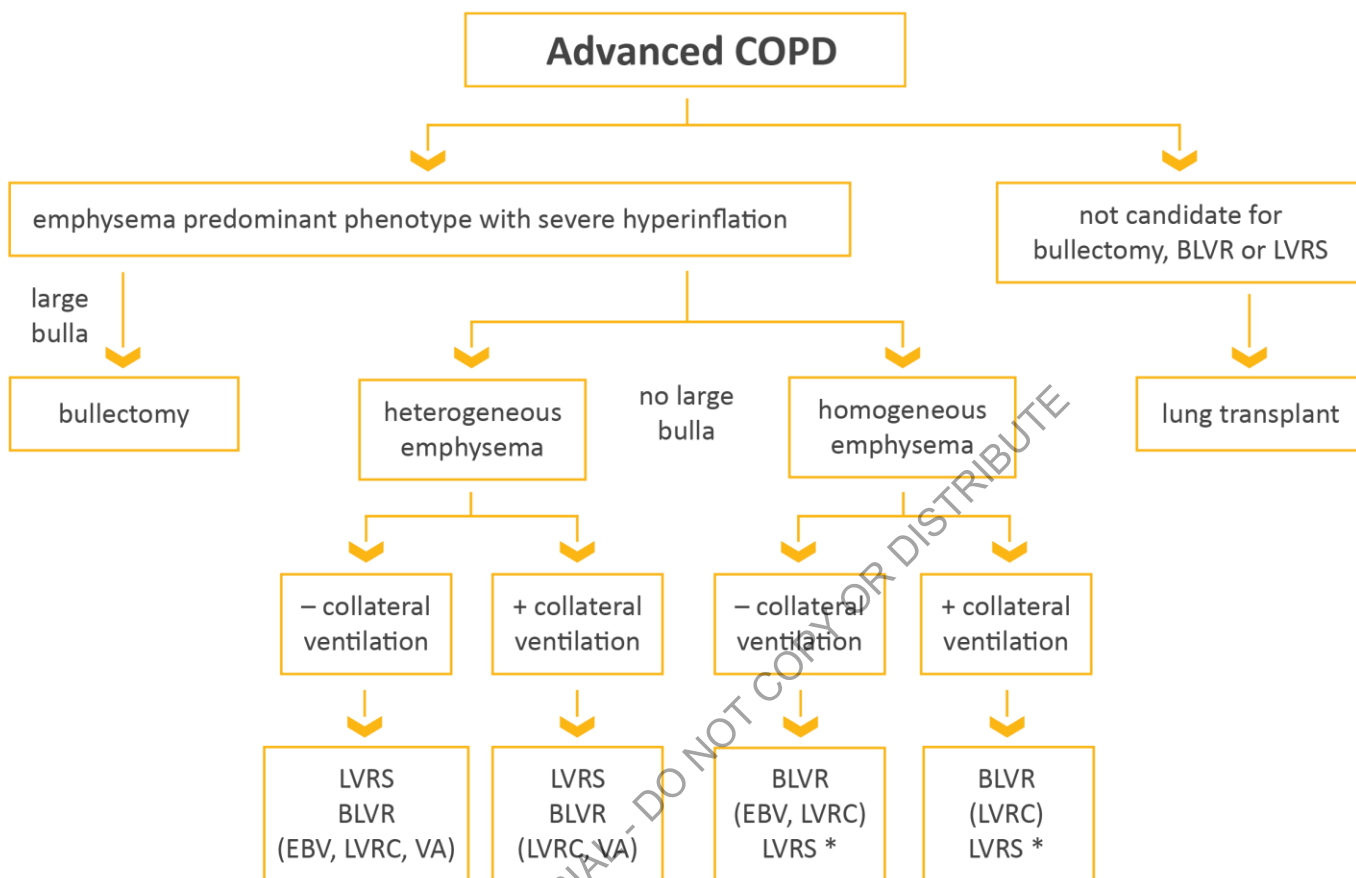 Advanced COPD
emphysema predominant phenotype with severe hyperinflation
not candidate for
bullectomy, BLVR or LVRS
large
bulla
bullectomy
heterogeneous
emphysema
no large
bulla
homogeneous
emphysema
lung transplant
– collateral
ventilation
+ collateral
ventilation
– collateral
ventilation
+ collateral
ventilation
LVRS
BLVR
(EBV, LVRC, VA)
LVRS
BLVR
(LVRC, VA)
BLVR
(EBV, LVRC)
LVRS *
BLVR
(LVRC)
LVRS *
- DO NOT COPY OR DISTRIBUTE